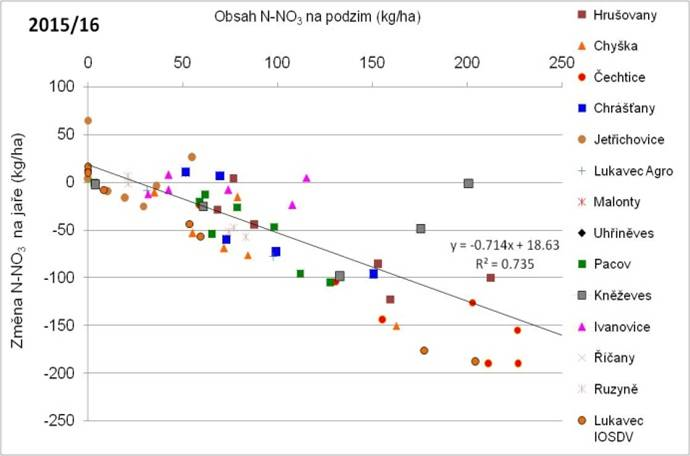 2015/16
Obsah N-NO₃ na podzim (kg/ha)
0 50 100 150 200 250
Změna N-NO₃ na jaře (kg/ha)
100
50
0
-50
-100
-150
-200
-250
y = -0.714x + 18.63
R² = 0.735
Hrušovany
Chyška
Čechtice
Chrášťany
Jetřichovice
Lukavec Agro
Malonty
Uhříněves
Pacov
Kněževes
Ivanovice
Říčany
Ruzyně
Lukavec
IOSDV